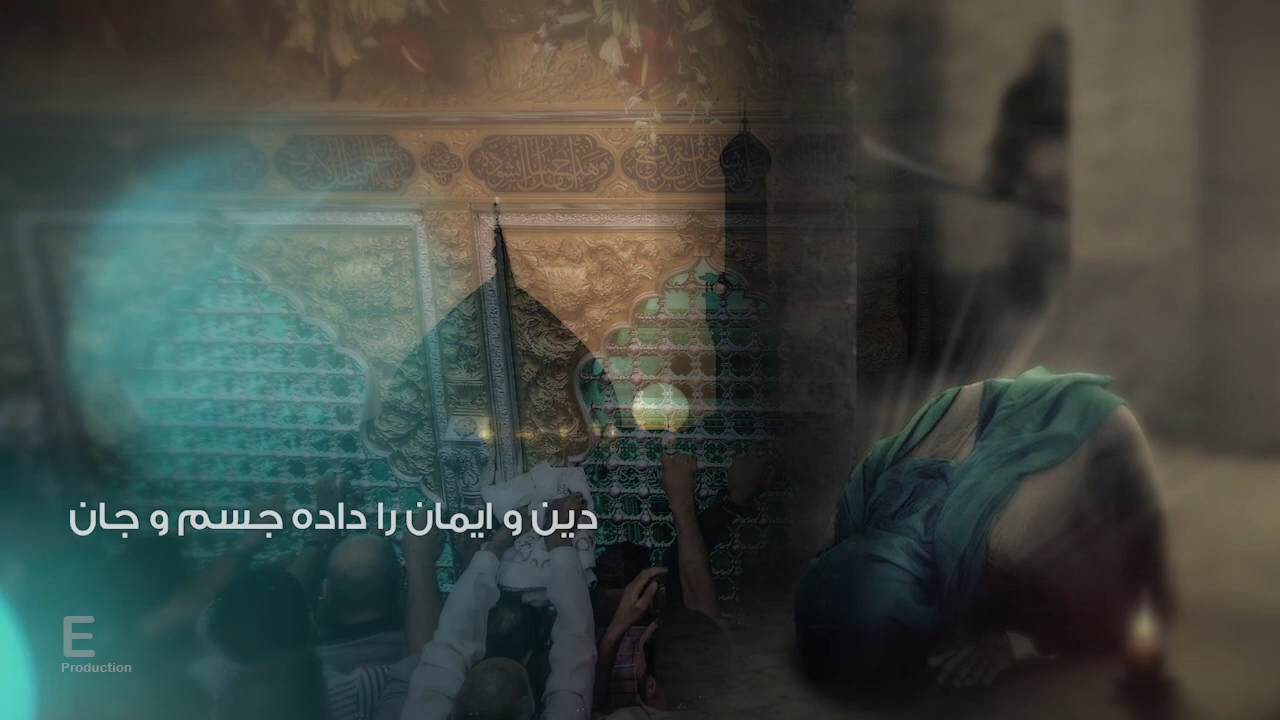 دین و ایمان را داده جسم و جان
E
Production